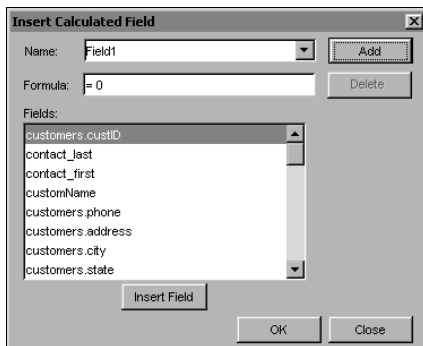 Insert Calculated Field
Name: Field1 Add
Formula: = 0 Delete
Fields:
customers.custID
contact_last
contact_first
customName
customers.phone
customers.address
customers.city
customers.state
Insert Field
OK Close